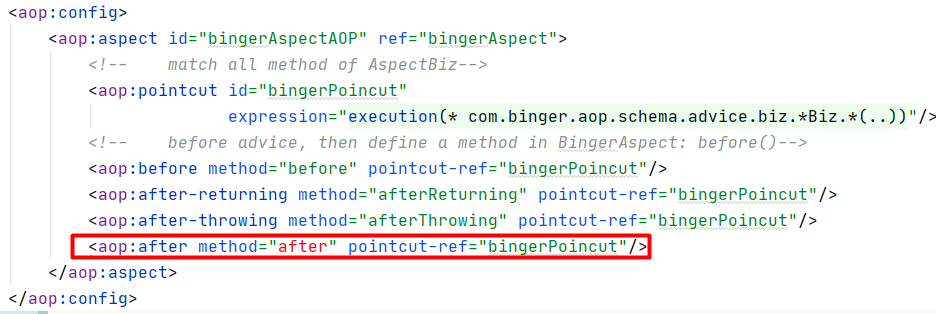 <aop:config>
<aop:aspect id="bingerAspectAOP" ref="bingerAspect">
<!--    match all method of AspectBiz-->
<aop:pointcut id="bingerPoincut"
expression="execution(* com.binger.aop.schema.advice.biz.*Biz.*(..))"/>
<!--    before advice, then define a method in BingerAspect: before()-->
<aop:before method="before" pointcut-ref="bingerPoincut"/>
<aop:after-returning method="afterReturning" pointcut-ref="bingerPoincut"/>
<aop:after-throwing method="afterThrowing" pointcut-ref="bingerPoincut"/>
<aop:after method="after" pointcut-ref="bingerPoincut"/>
</aop:aspect>
</aop:config>